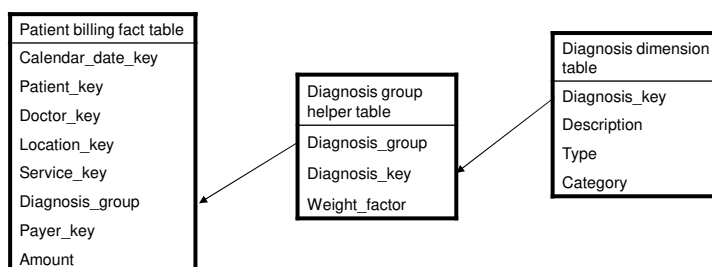 Patient billing fact table
Calendar_date_key
Patient_key
Doctor_key
Location_key
Service_key
Diagnosis_group
Payer_key
Amount
Diagnosis group
helper table
Diagnosis_group
Diagnosis_key
Weight_factor
Diagnosis dimension
table
Diagnosis_key
Description
Type
Category